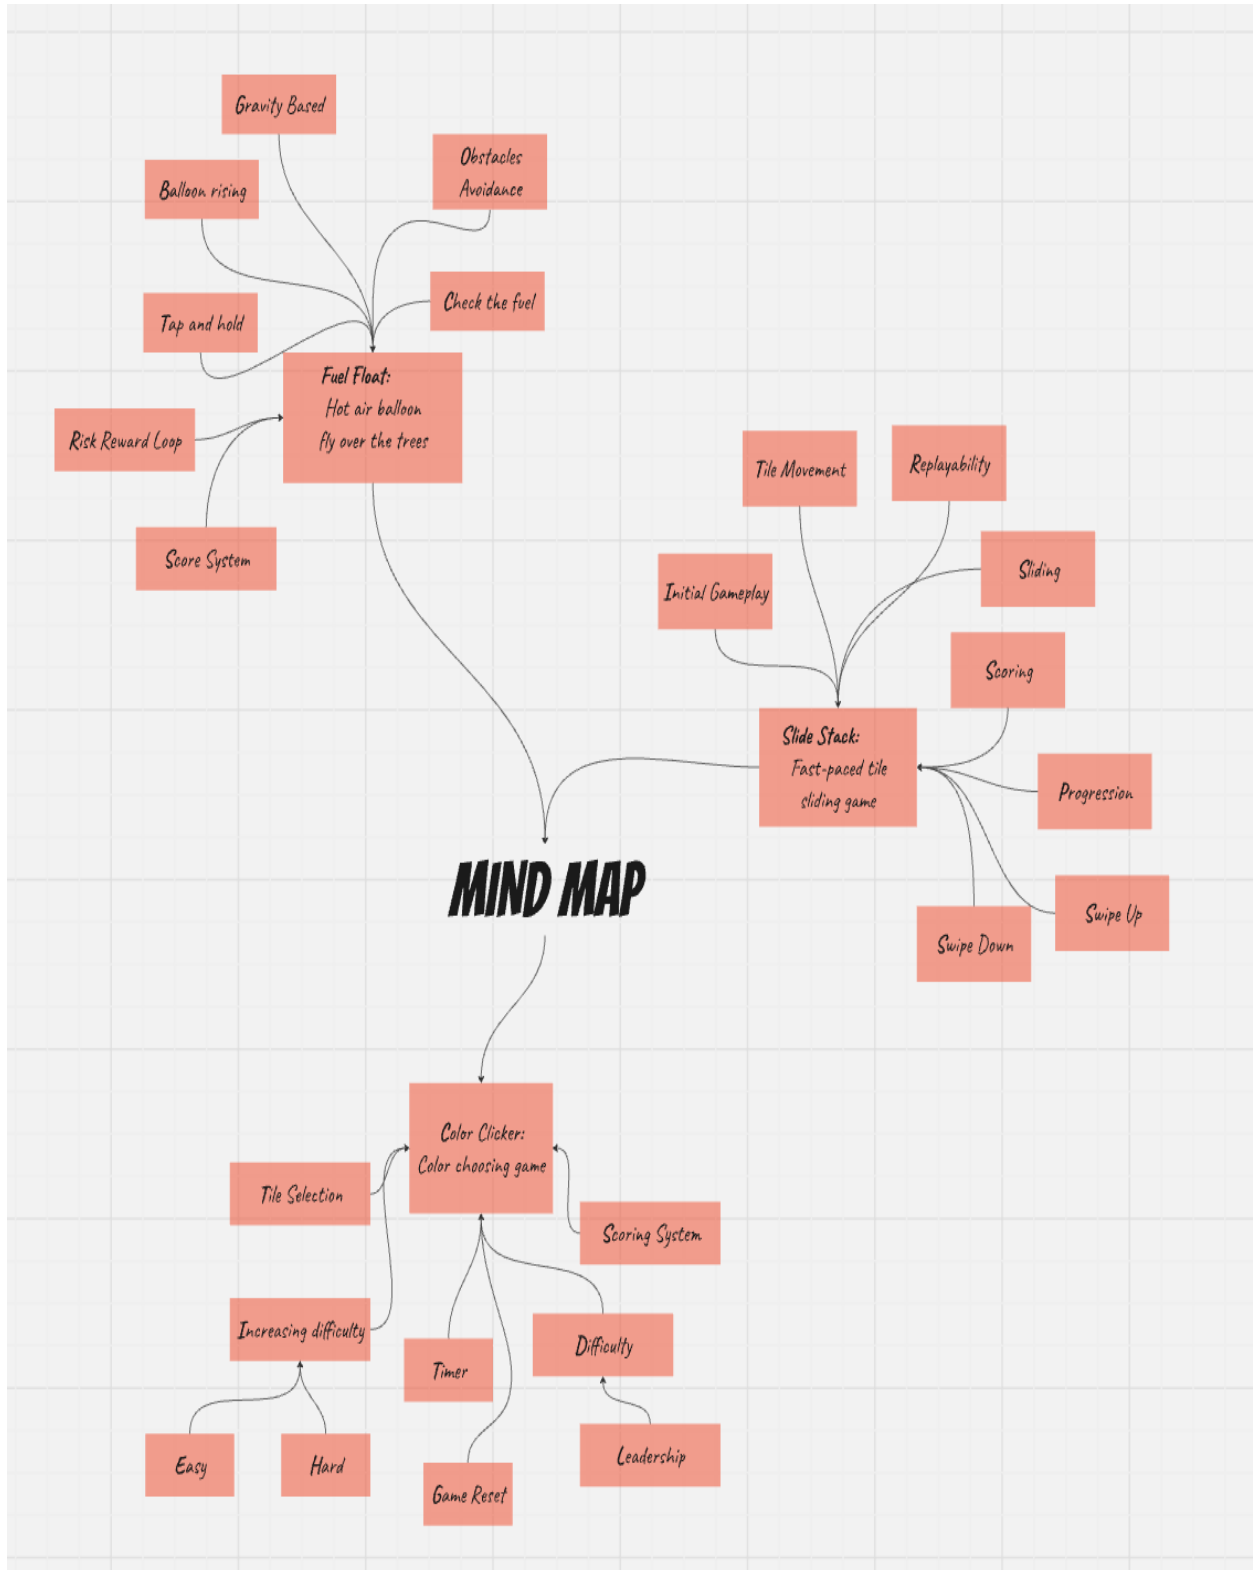 Gravity Based
Obstacles
Avoidance
Balloon rising
Check the fuel
Tap and hold
Fuel Float:
Hot air balloon
fly over the trees
Risk Reward Loop
Score System
Tile Movement
Replayability
Sliding
Initial Gameplay
Scoring
Slide Stack:
Fast-paced tile
sliding game
Progression
Swipe Up
Swipe Down
MIND MAP
Color Clicker:
Color choosing game
Tile Selection
Scoring System
Increasing difficulty
Timer
Difficulty
Easy
Hard
Game Reset
Leadership